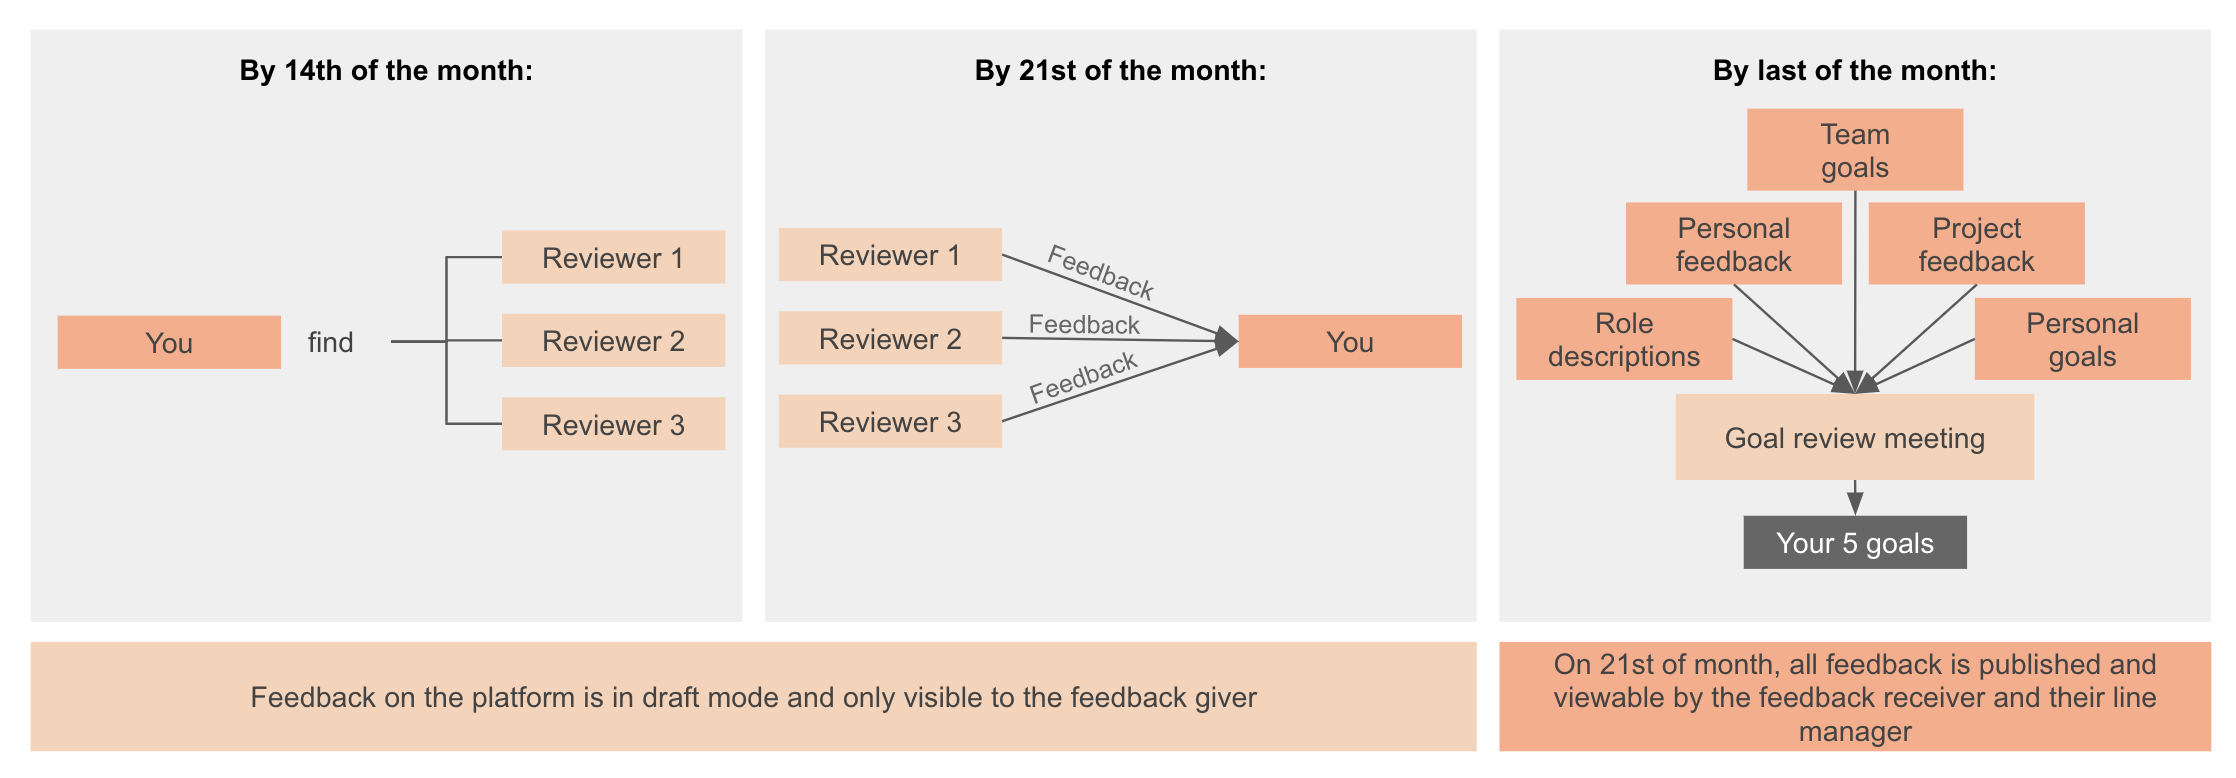 By 14th of the month:
You
find
Reviewer 1
Reviewer 2
Reviewer 3
By 21st of the month:
Reviewer 1
Reviewer 2
Reviewer 3
Feedback
Feedback
Feedback
You
By last of the month:
Team
goals
Personal
feedback
Project
feedback
Role
descriptions
Personal
goals
Goal review meeting
Your 5 goals
Feedback on the platform is in draft mode and only visible to the feedback giver
On 21st of month, all feedback is published and
viewable by the feedback receiver and their line
manager